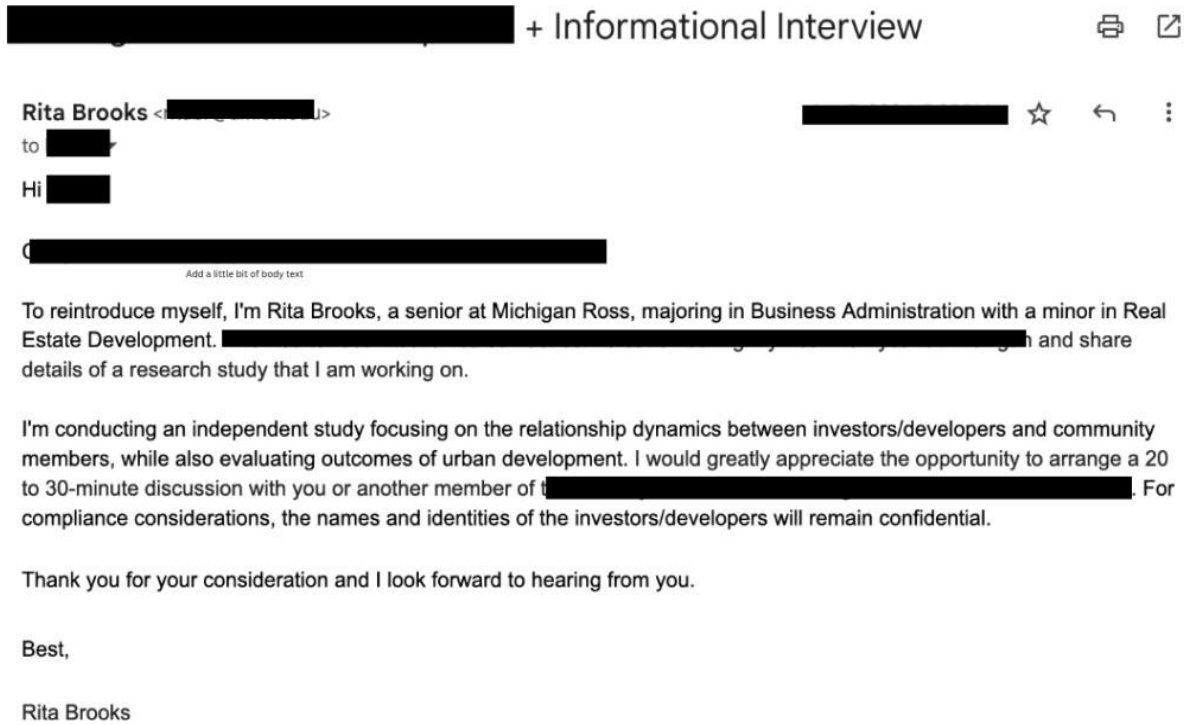 + Informational Interview
Rita Brooks
to
Hi
Add a little bit of body text
To reintroduce myself, I'm Rita Brooks, a senior at Michigan Ross, majoring in Business Administration with a minor in Real
Estate Development. and share
details of a research study that I am working on.
I'm conducting an independent study focusing on the relationship dynamics between investors/developers and community
members, while also evaluating outcomes of urban development. I would greatly appreciate the opportunity to arrange a 20
to 30-minute discussion with you or another member of . For
compliance considerations, the names and identities of the investors/developers will remain confidential.
Thank you for your consideration and I look forward to hearing from you.
Best,
Rita Brooks